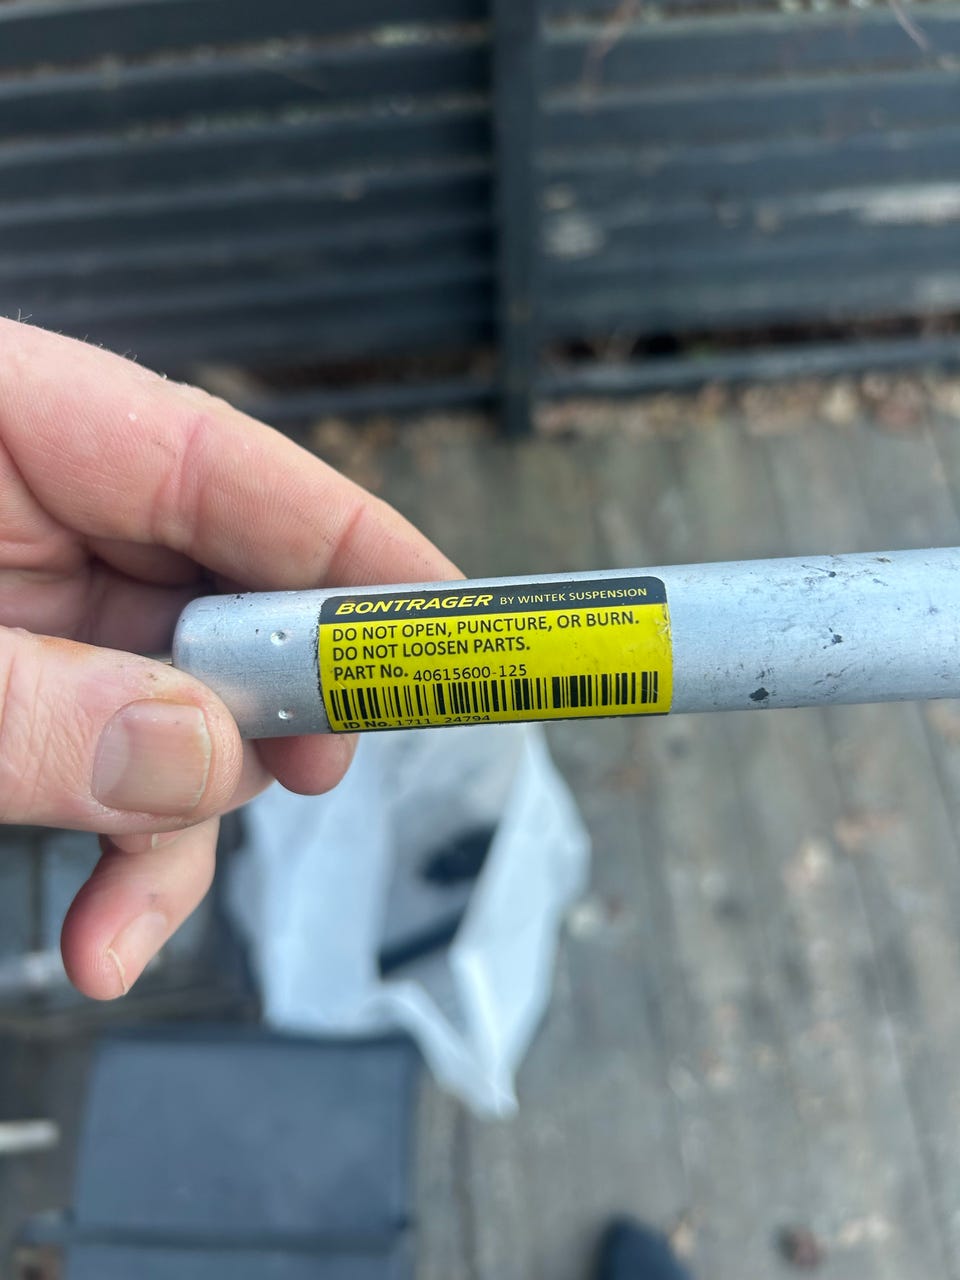 BONTRAGER BY WINTEK SUSPENSION
DO NOT OPEN, PUNCTURE, OR BURN.
DO NOT LOOSEN PARTS.
PART No. 40615600-125
ID No. 1711- 24794